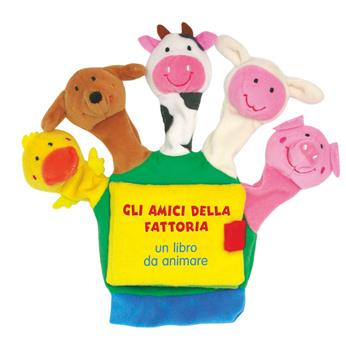 GLI AMICI DELLA
FATTORIA
un libro
da animare